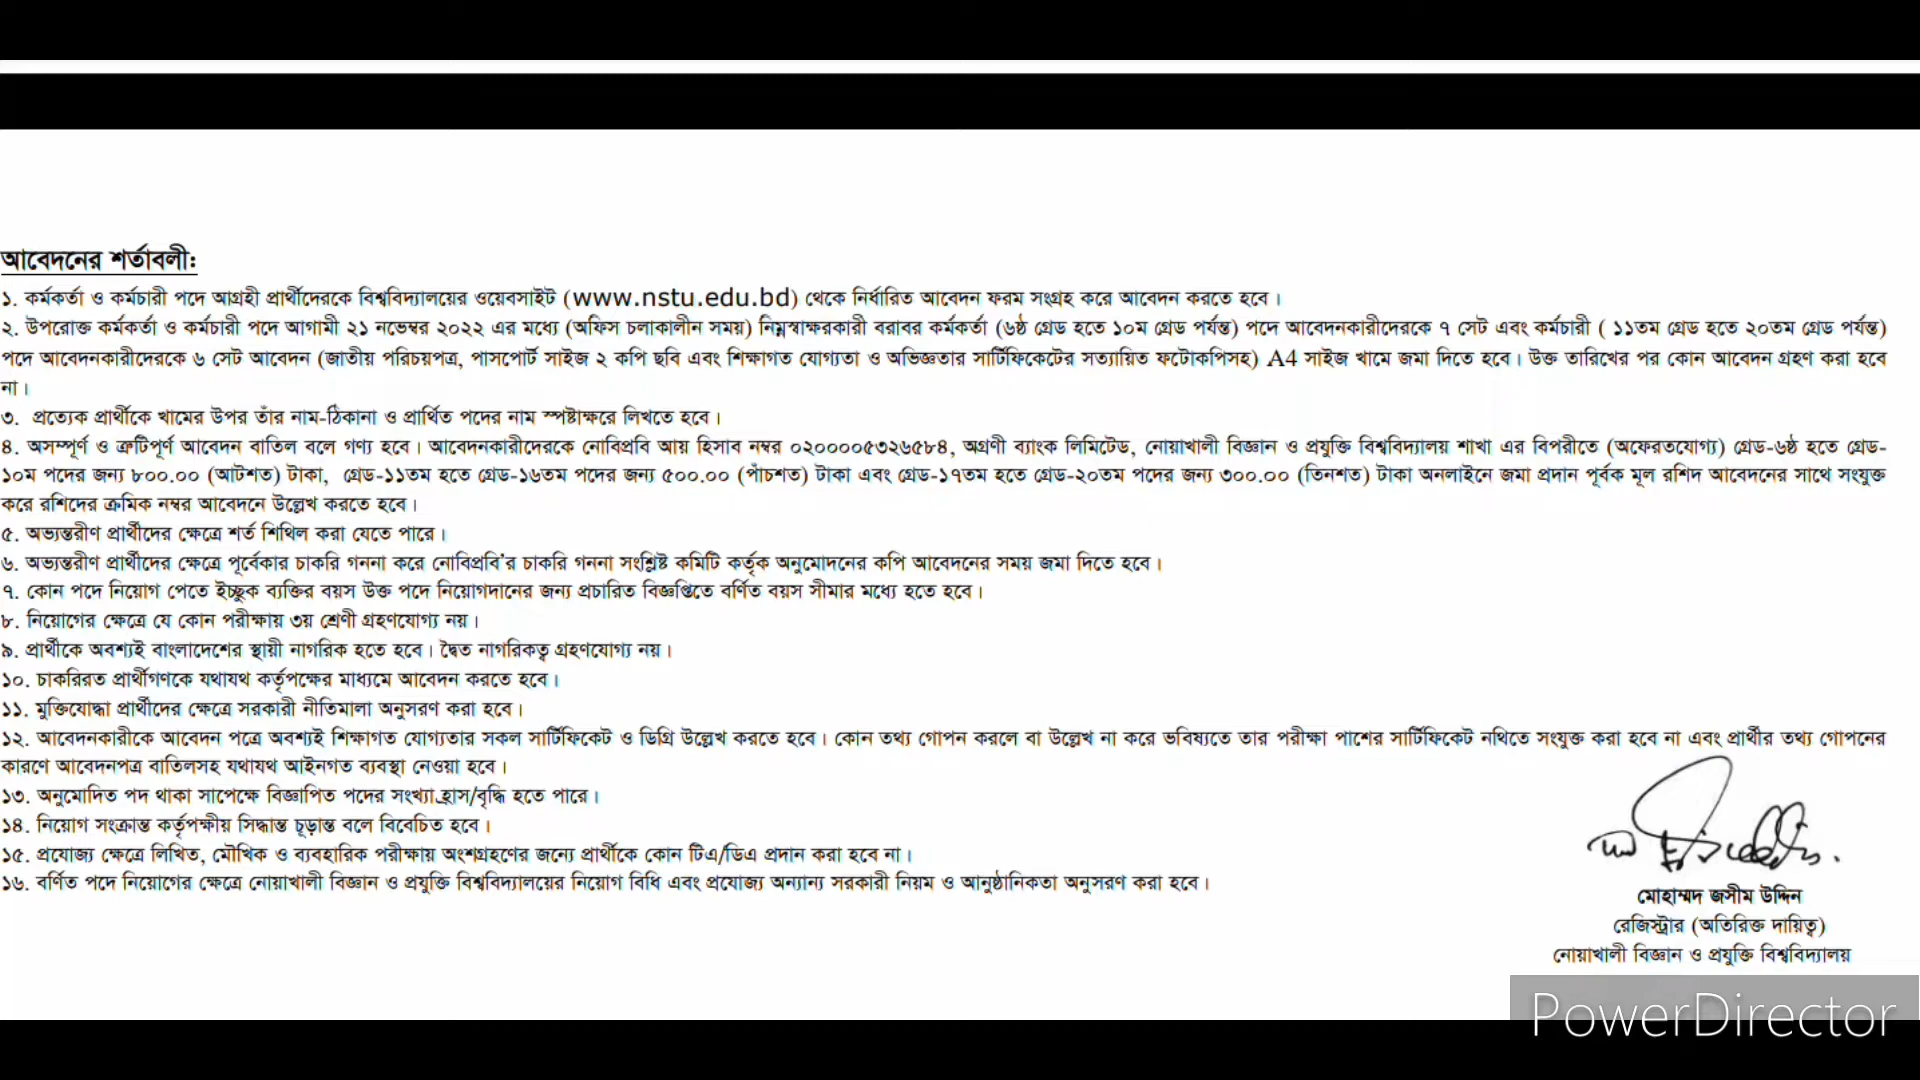 আবেদনের শর্তাবলী:
১. কর্মকর্তা ও কর্মচারী পদে আগ্রহী প্রার্থীদেরকে বিশ্ববিদ্যালয়ের ওয়েবসাইট (www.nstu.edu.bd) থেকে নির্ধারিত আবেদন ফরম সংগ্রহ করে আবেদন করতে হবে।
২. উপরোক্ত কর্মকর্তা ও কর্মচারী পদে আগামী ২১ নভেম্বর ২০২২ এর মধ্যে (অফিস চলাকালীন সময়) নিম্নস্বাক্ষরকারী বরাবর কর্মকর্তা (৬ষ্ঠ গ্রেড হতে ১০ম গ্রেড পর্যন্ত) পদে আবেদনকারীদেরকে ৭ সেট এবং কর্মচারী ( ১১তম গ্রেড হতে ২০তম গ্রেড পর্যন্ত)
পদে আবেদনকারীদেরকে ৬ সেট আবেদন (জাতীয় পরিচয়পত্র, পাসপোর্ট সাইজ ২ কপি ছবি এবং শিক্ষাগত যোগ্যতা ও অভিজ্ঞতার সার্টিফিকেটের সত্যায়িত ফটোকপিসহ) A4 সাইজ খামে জমা দিতে হবে। উক্ত তারিখের পর কোন আবেদন গ্রহণ করা হবে
না।
৩. প্রত্যেক প্রার্থীকে খামের উপর তাঁর নাম-ঠিকানা ও প্রার্থিত পদের নাম স্পষ্টাক্ষরে লিখতে হবে।
৪. অসম্পূর্ণ ও ত্রুটিপূর্ণ আবেদন বাতিল বলে গণ্য হবে। আবেদনকারীদেরকে নোবিপ্রবি আয় হিসাব নম্বর ০২০০০০৫৩২৬৫৮৪, অগ্রণী ব্যাংক লিমিটেড, নোয়াখালী বিজ্ঞান ও প্রযুক্তি বিশ্ববিদ্যালয় শাখা এর বিপরীতে (অফেরতযোগ্য) গ্রেড-৬ষ্ঠ হতে গ্রেড-
১০ম পদের জন্য ৮০০.০০ (আটশত) টাকা, গ্রেড-১১তম হতে গ্রেড-১৬তম পদের জন্য ৫০০.০০ (পাঁচশত) টাকা এবং গ্রেড-১৭তম হতে গ্রেড-২০তম পদের জন্য ৩০০.০০ (তিনশত) টাকা অনলাইনে জমা প্রদান পূর্বক মূল রশিদ আবেদনের সাথে সংযুক্ত
করে রশিদের ক্রমিক নম্বর আবেদনে উল্লেখ করতে হবে।
৫. অভ্যন্তরীণ প্রার্থীদের ক্ষেত্রে শর্ত শিথিল করা যেতে পারে।
৬. অভ্যন্তরীণ প্রার্থীদের ক্ষেত্রে পূর্বেকার চাকরি গননা করে নোবিপ্রবি'র চাকরি গননা সংশ্লিষ্ট কমিটি কর্তৃক অনুমোদনের কপি আবেদনের সময় জমা দিতে হবে।
৭. কোন পদে নিয়োগ পেতে ইচ্ছুক ব্যক্তির বয়স উক্ত পদে নিয়োগদানের জন্য প্রচারিত বিজ্ঞপ্তিতে বর্ণিত বয়স সীমার মধ্যে হতে হবে।
৮. নিয়োগের ক্ষেত্রে যে কোন পরীক্ষায় ৩য় শ্রেণী গ্রহণযোগ্য নয়।
৯. প্রার্থীকে অবশ্যই বাংলাদেশের স্থায়ী নাগরিক হতে হবে। দ্বৈত নাগরিকত্ব গ্রহণযোগ্য নয়।
১০. চাকরিরত প্রার্থীগণকে যথাযথ কর্তৃপক্ষের মাধ্যমে আবেদন করতে হবে।
১১. মুক্তিযোদ্ধা প্রার্থীদের ক্ষেত্রে সরকারী নীতিমালা অনুসরণ করা হবে।
১২. আবেদনকারীকে আবেদন পত্রে অবশ্যই শিক্ষাগত যোগ্যতার সকল সার্টিফিকেট ও ডিগ্রি উল্লেখ করতে হবে। কোন তথ্য গোপন করলে বা উল্লেখ না করে ভবিষ্যতে তার পরীক্ষা পাশের সার্টিফিকেট নথিতে সংযুক্ত করা হবে না এবং প্রার্থীর তথ্য গোপনের
কারণে আবেদনপত্র বাতিলসহ যথাযথ আইনগত ব্যবস্থা নেওয়া হবে।
১৩. অনুমোদিত পদ থাকা সাপেক্ষে বিজ্ঞাপিত পদের সংখ্যা হ্রাস/বৃদ্ধি হতে পারে।
১৪. নিয়োগ সংক্রান্ত কর্তৃপক্ষীয় সিদ্ধান্ত চূড়ান্ত বলে বিবেচিত হবে।
১৫. প্রযোজ্য ক্ষেত্রে লিখিত, মৌখিক ও ব্যবহারিক পরীক্ষায় অংশগ্রহণের জন্যে প্রার্থীকে কোন টিএ/ডিএ প্রদান করা হবে না।
১৬. বর্ণিত পদে নিয়োগের ক্ষেত্রে নোয়াখালী বিজ্ঞান ও প্রযুক্তি বিশ্ববিদ্যালয়ের নিয়োগ বিধি এবং প্রযোজ্য অন্যান্য সরকারী নিয়ম ও আনুষ্ঠানিকতা অনুসরণ করা হবে।
মোহাম্মদ জসীম উদ্দিন
রেজিস্ট্রার (অতিরিক্ত দায়িত্ব)
নোয়াখালী বিজ্ঞান ও প্রযুক্তি বিশ্ববিদ্যালয়
PowerDirector